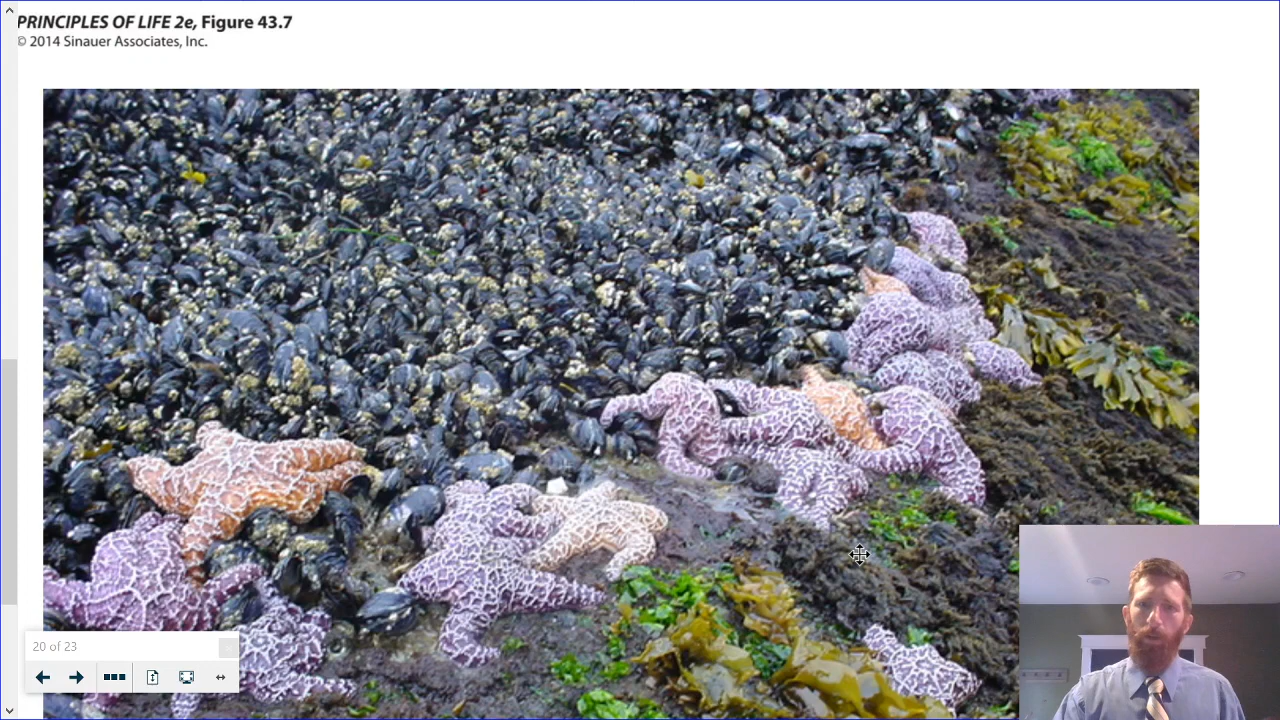 PRINCIPLES OF LIFE 2e, Figure 43.7
© 2014 Sinauer Associates, Inc.
20 of 23